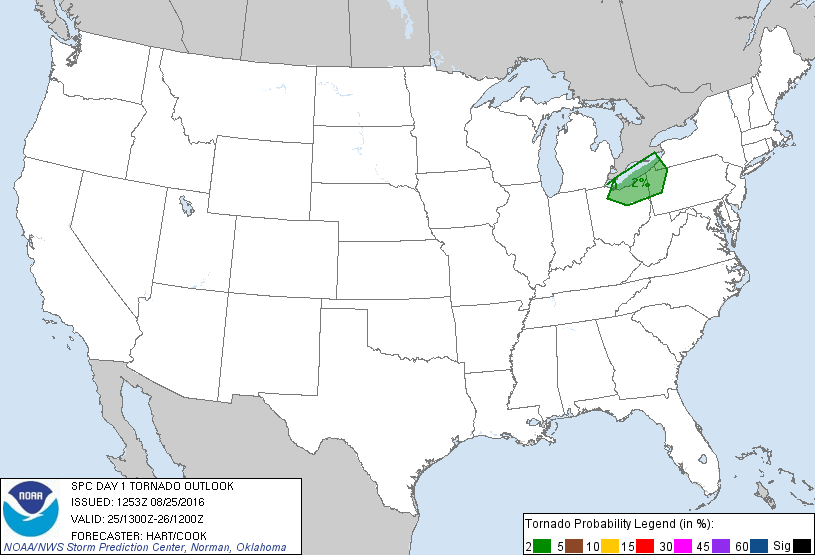 2%
SPC DAY 1 TORNADO OUTLOOK
ISSUED: 1253Z 08/25/2016
VALID: 25/1300Z-26/1200Z
FORECASTER: HART/COOK
NOAA/NWS Storm Prediction Center, Norman, Oklahoma
NOAA
Tornado Probability Legend (in %):
2 5 10 15 30 45 60 Sig